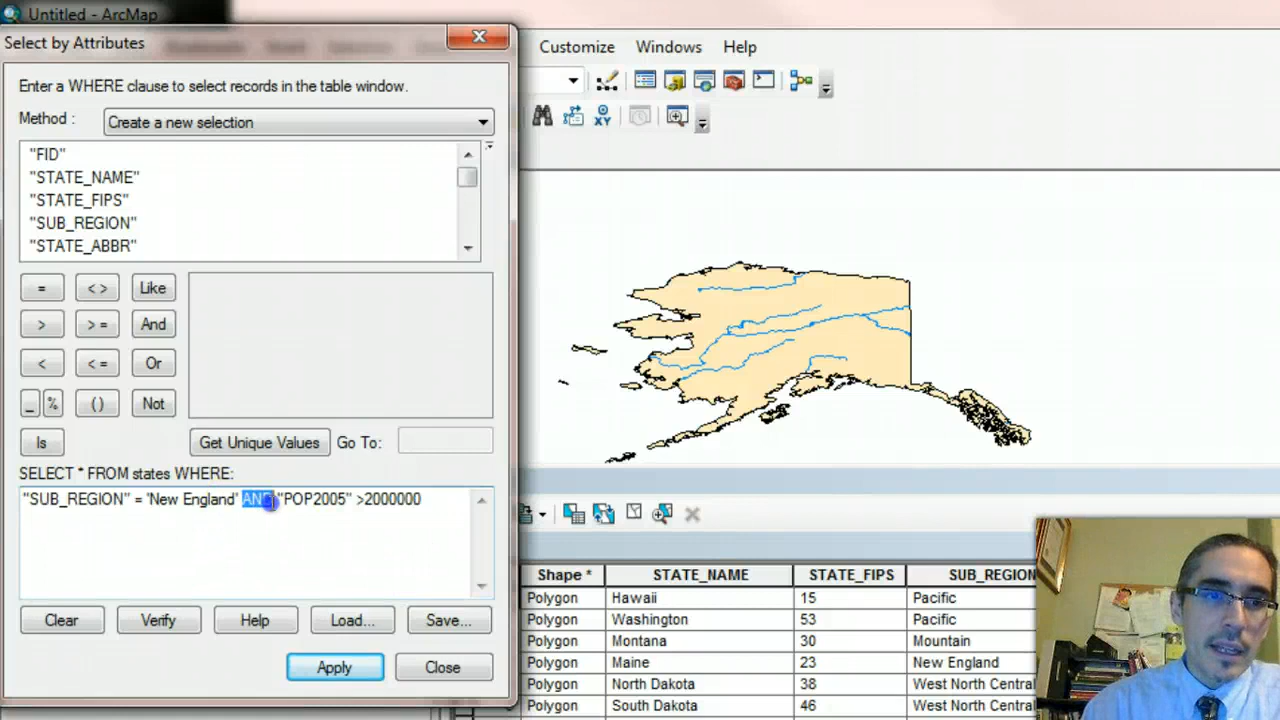 Untitled - ArcMap
Select by Attributes
Customize Windows Help
Enter a WHERE clause to select records in the table window.
Method : Create a new selection
"FID"
"STATE_NAME"
"STATE_FIPS"
"SUB_REGION"
"STATE_ABBR"
= < > Like
> > = And
< < = Or
_ % ( ) Not
Is Get Unique Values Go To:
SELECT * FROM states WHERE:
"SUB_REGION" = 'New England' AND "POP2005" >2000000
Clear Verify Help Load... Save...
Apply Close
XY
Shape * STATE_NAME STATE_FIPS SUB_REGION
Polygon Hawaii 15 Pacific
Polygon Washington 53 Pacific
Polygon Montana 30 Mountain
Polygon Maine 23 New England
Polygon North Dakota 38 West North Central
Polygon South Dakota 46 West North Central